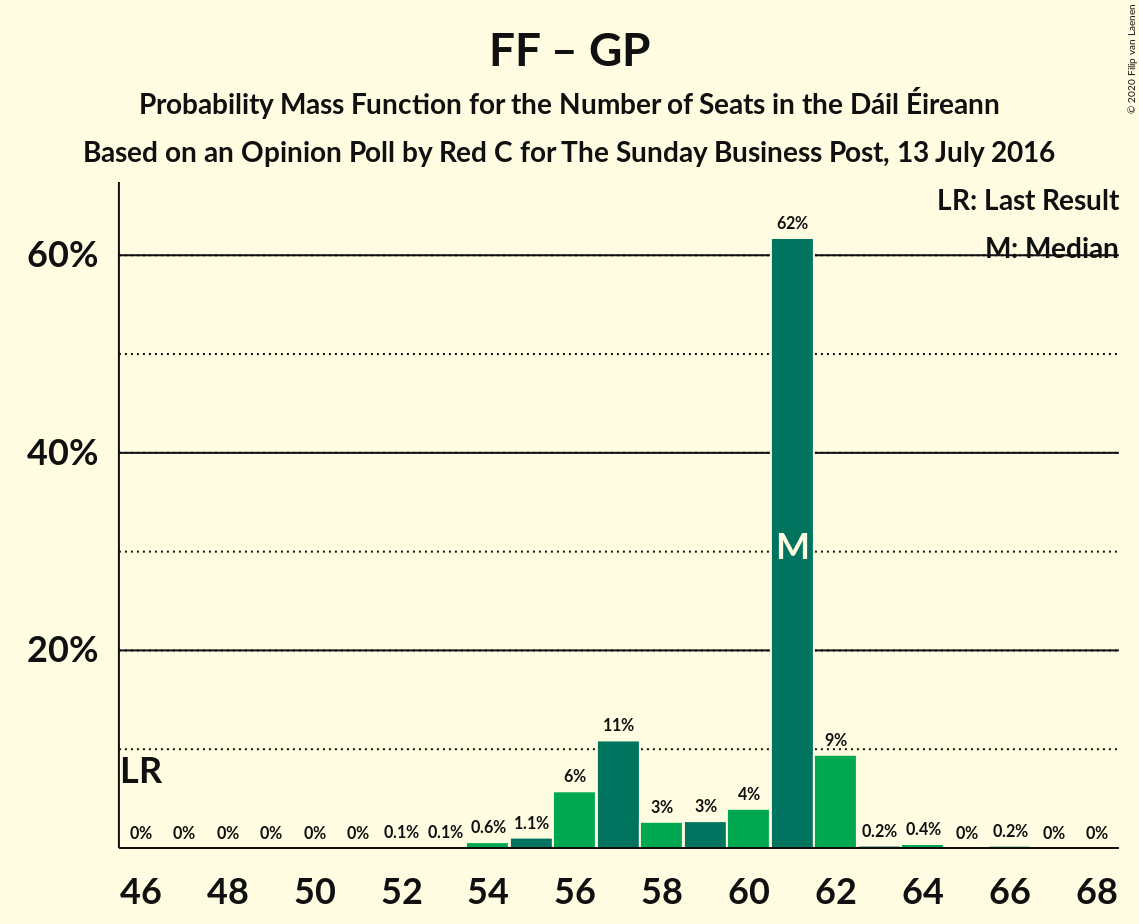 FF – GP
Probability Mass Function for the Number of Seats in the Dáil Éireann
Based on an Opinion Poll by Red C for The Sunday Business Post, 13 July 2016
© 2020 Filip van Laenen
LR: Last Result
M: Median
60%
40%
20%
62%
M
LR
0% 0% 0% 0% 0% 0% 0.1% 0.1% 0.6% 1.1% 6% 11% 3% 3% 4% 9% 0.2% 0.4% 0% 0.2% 0% 0%
46 48 50 52 54 56 58 60 62 64 66 68